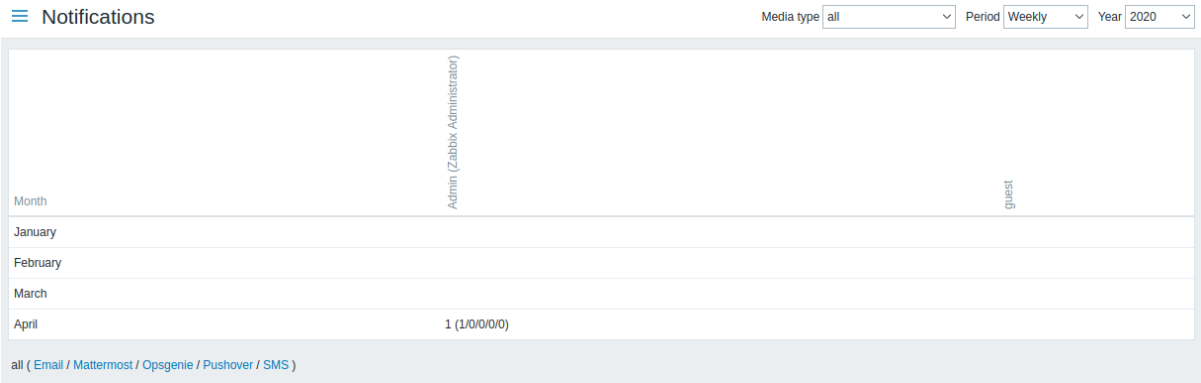 Notifications
Media type all Period Weekly Year 2020
Admin (Zabbix Administrator)
guest
Month
January
February
March
April 1 (1/0/0/0/0)
all ( Email / Mattermost / Opsgenie / Pushover / SMS )